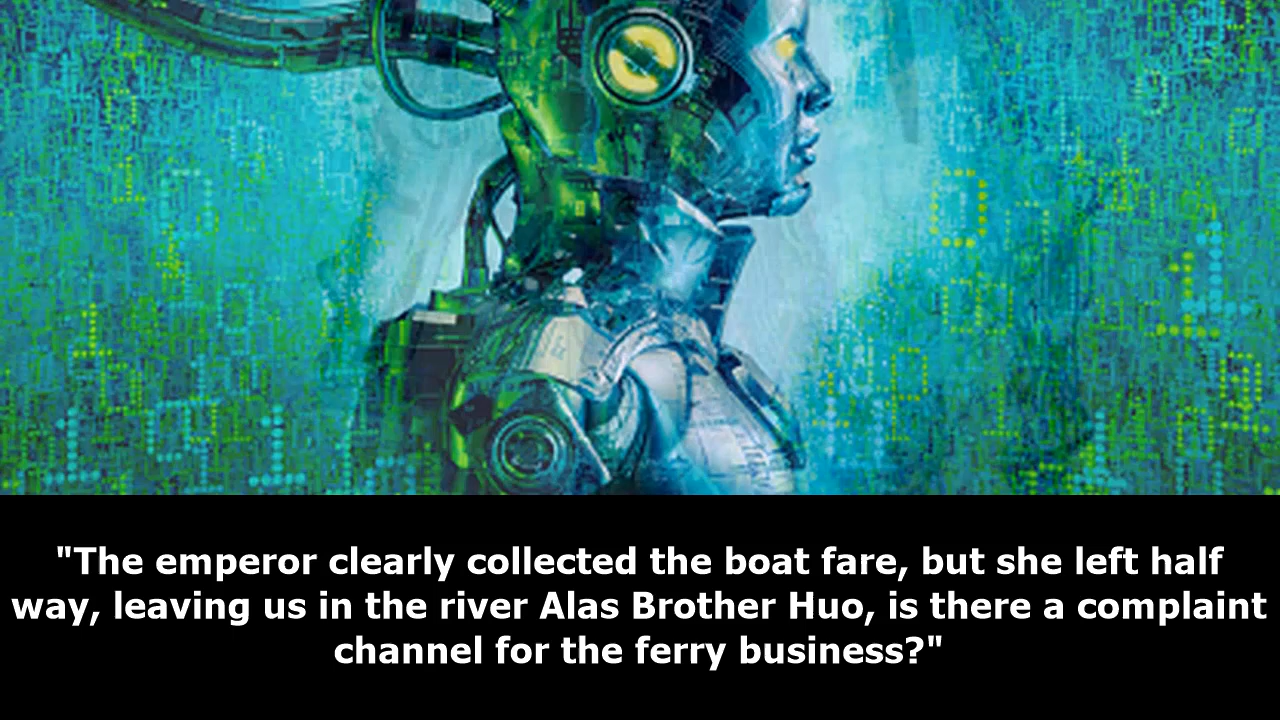 "The emperor clearly collected the boat fare, but she left half
way, leaving us in the river Alas Brother Huo, is there a complaint
channel for the ferry business?"